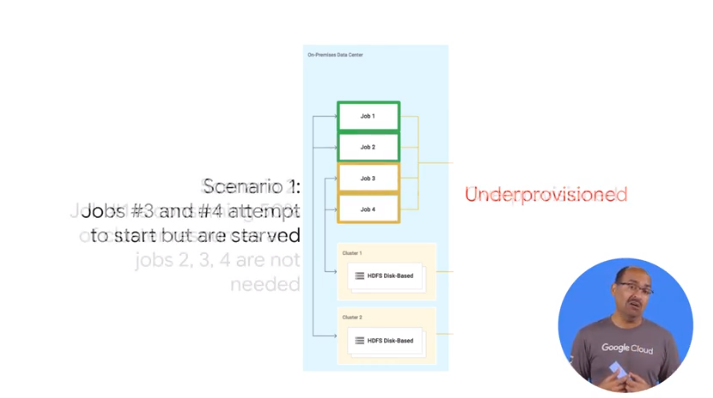 On-Premises Data Center
Job 1
Job 2
Job 3
Job 4
Scenario 1:
Jobs #3 and #4 attempt
to start but are starved
jobs 2, 3, 4 are not
needed
Underprovisioned
Cluster 1
HDFS Disk-Based
Cluster 2
HDFS Disk-Based
Google Cloud